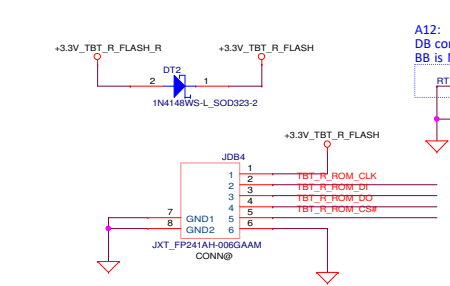 A12:
DB co
BB is
+3.3V_TBT_R_FLASH_R
+3.3V_TBT_R_FLASH
DT2
2
1
1N4148WS-L_SOD323-2
RT
+3.3V_TBT_R_FLASH
JDB4
1 1
2 2 TBT_R_ROM_CLK
3 3 TBT_R_ROM_DI
4 4 TBT_R_ROM_DO
7 GND1 5 5 TBT_R_ROM_CS#
8 GND2 6 6
JXT_FP241AH-006GAAM
CONN@